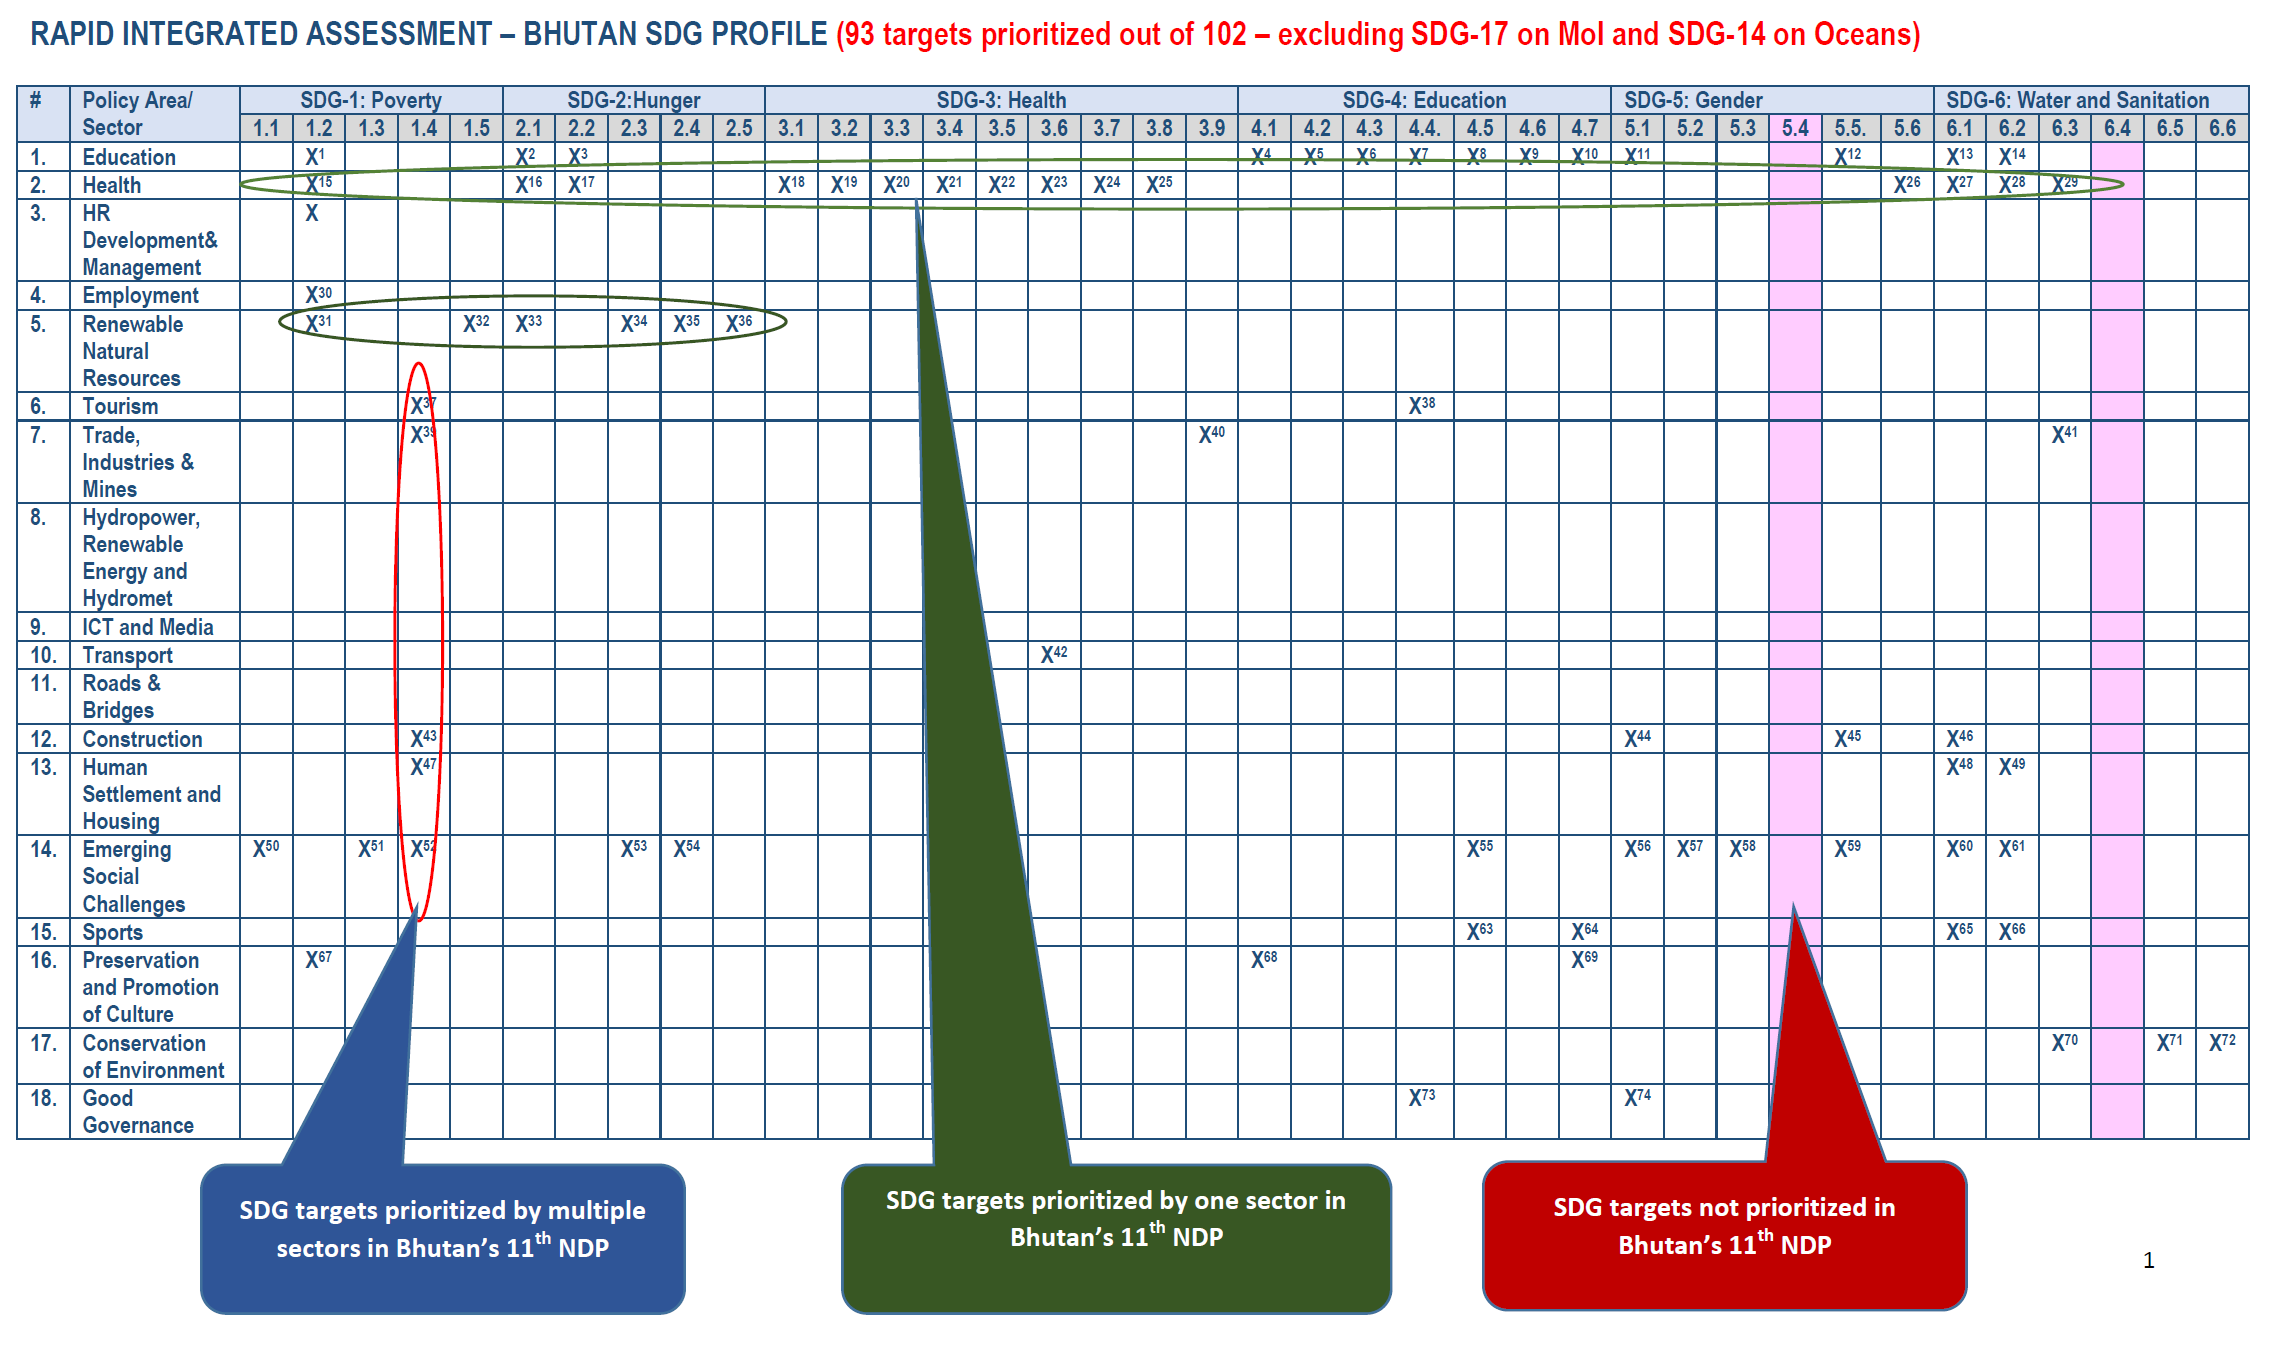 RAPID INTEGRATED ASSESSMENT – BHUTAN SDG PROFILE (93 targets prioritized out of 102 – excluding SDG-17 on MoI and SDG-14 on Oceans)
# Policy Area/ SDG-1: Poverty SDG-2:Hunger SDG-3: Health SDG-4: Education SDG-5: Gender SDG-6: Water and Sanitation
Sector 1.1 1.2 1.3 1.4 1.5 2.1 2.2 2.3 2.4 2.5 3.1 3.2 3.3 3.4 3.5 3.6 3.7 3.8 3.9 4.1 4.2 4.3 4.4. 4.5 4.6 4.7 5.1 5.2 5.3 5.4 5.5. 5.6 6.1 6.2 6.3 6.4 6.5 6.6
1. Education X1 X2 X3 X4 X5 X6 X7 X8 X9 X10 X11 X12 X13 X14
2. Health X15 X16 X17 X18 X19 X20 X21 X22 X23 X24 X25 X26 X27 X28 X29
3. HR X
Development&
Management
4. Employment X30
5. Renewable X31 X32 X33 X34 X35 X36
Natural
Resources
6. Tourism X37 X38
7. Trade, X39 X40 X41
Industries &
Mines
8. Hydropower,
Renewable
Energy and
Hydromet
9. ICT and Media
10. Transport X42
11. Roads &
Bridges
12. Construction X43 X44 X45 X46
13. Human X47 X48 X49
Settlement and
Housing
14. Emerging X50 X51 X52 X53 X54 X55 X56 X57 X58 X59 X60 X61
Social
Challenges
15. Sports X63 X64 X65 X66
16. Preservation X67 X68 X69
and Promotion
of Culture
17. Conservation X70 X71 X72
of Environment
18. Good X73 X74
Governance
SDG targets prioritized by multiple
sectors in Bhutan’s 11th NDP
SDG targets prioritized by one sector in
Bhutan’s 11th NDP
SDG targets not prioritized in
Bhutan’s 11th NDP
1